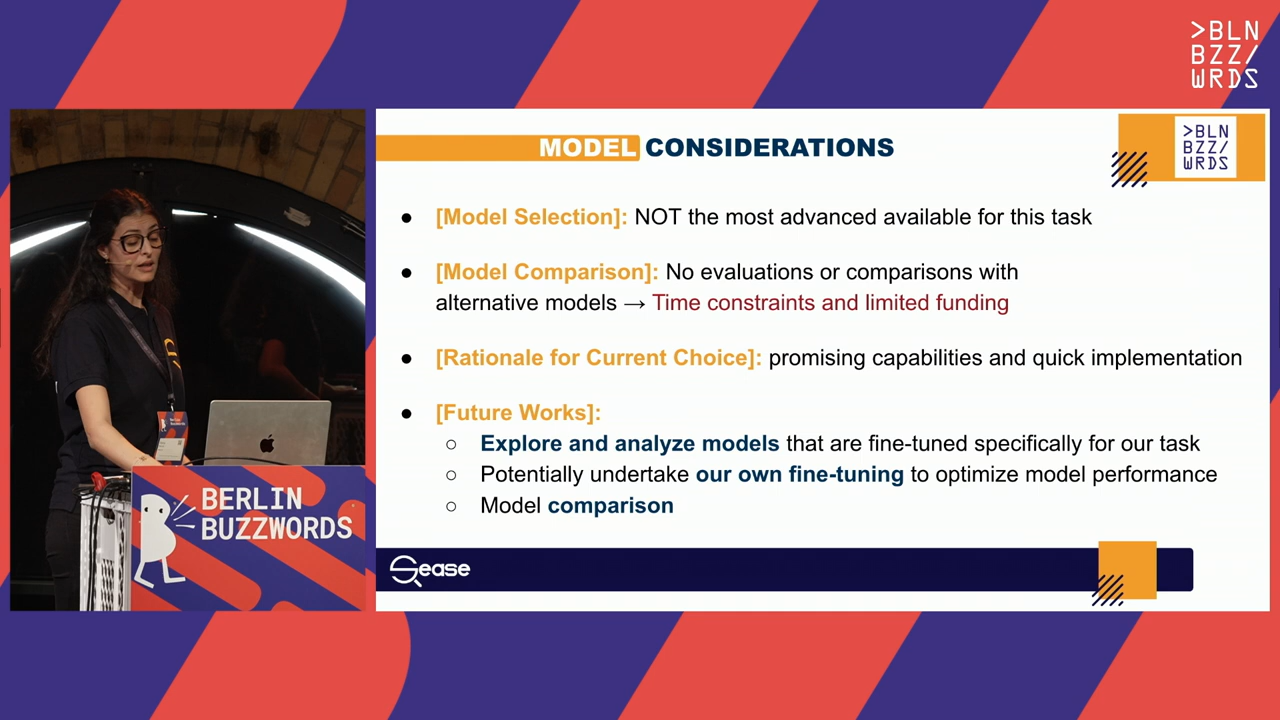 >BLN
BZZ/
WRDS
MODEL CONSIDERATIONS
>BLN
BZZ/
WRDS
● [Model Selection]: NOT the most advanced available for this task
● [Model Comparison]: No evaluations or comparisons with
alternative models → Time constraints and limited funding
● [Rationale for Current Choice]: promising capabilities and quick implementation
● [Future Works]:
○ Explore and analyze models that are fine-tuned specifically for our task
○ Potentially undertake our own fine-tuning to optimize model performance
○ Model comparison
Sease
BERLIN
BUZZWORDS